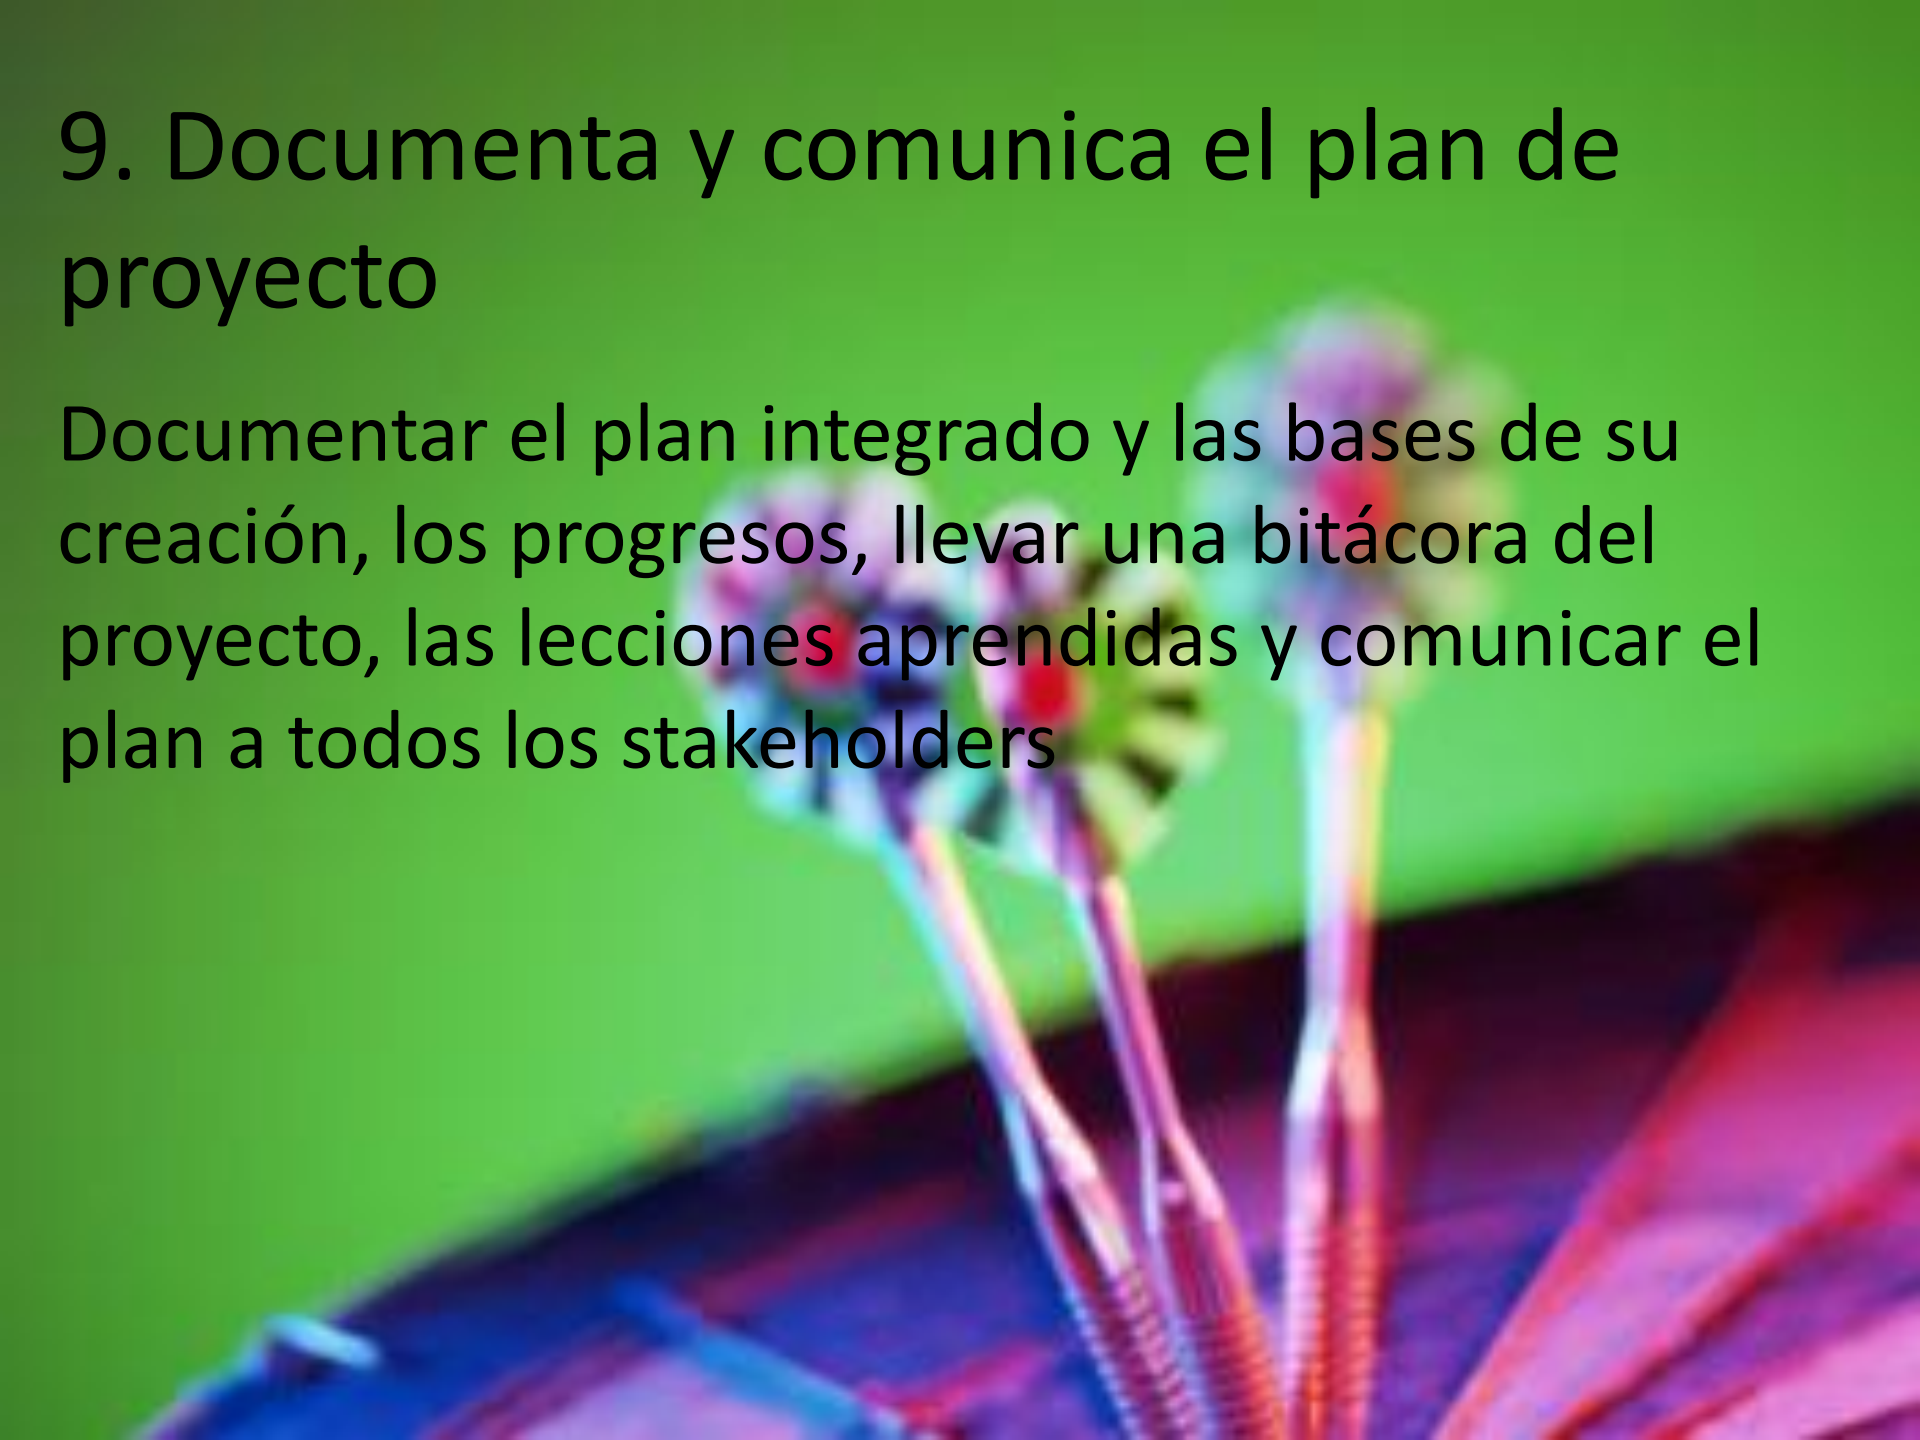 9. Documenta y comunica el plan de
proyecto
Documentar el plan integrado y las bases de su
creación, los progresos, llevar una bitácora del
proyecto, las lecciones aprendidas y comunicar el
plan a todos los stakeholders